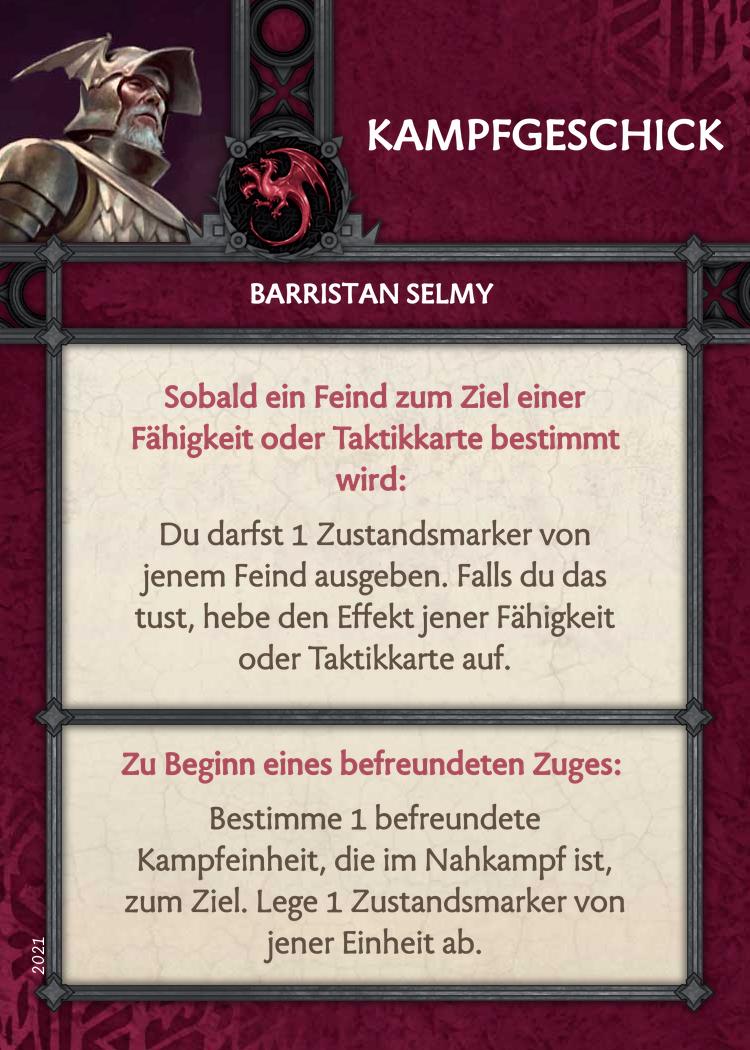 KAMPFGESCHICK
BARRISTAN SELMY
Sobald ein Feind zum Ziel einer
Fähigkeit oder Taktikkarte bestimmt
wird:
Du darfst 1 Zustandsmarker von
jenem Feind ausgeben. Falls du das
tust, hebe den Effekt jener Fähigkeit
oder Taktikkarte auf.
Zu Beginn eines befreundeten Zuges:
Bestimme 1 befreundete
Kampfeinheit, die im Nahkampf ist,
zum Ziel. Lege 1 Zustandsmarker von
jener Einheit ab.
2021